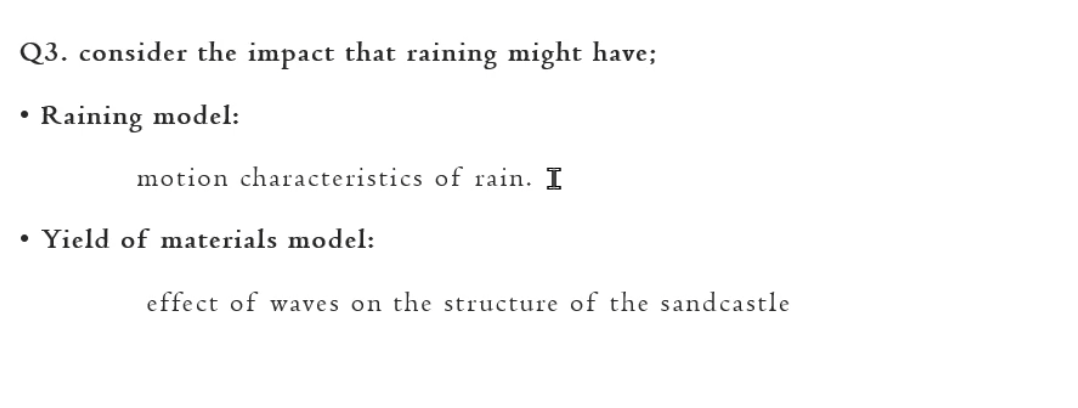 Q3. consider the impact that raining might have;
• Raining model:
motion characteristics of rain.
• Yield of materials model:
effect of waves on the structure of the sandcastle